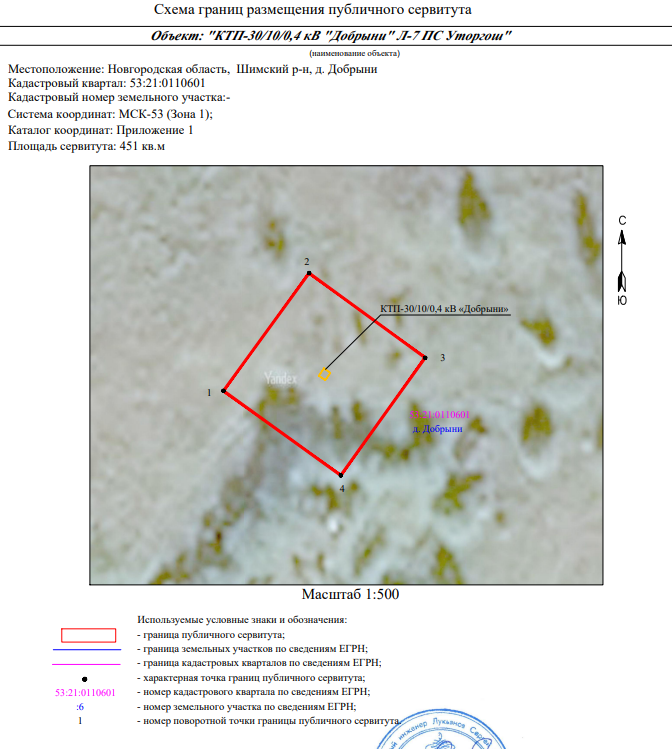 Схема границ размещения публичного сервитута
Объект: "КТП-30/10/0,4 кВ "Добрыни" Л-7 ПС Уторгош"
(наименование объекта)
Местоположение: Новгородская область, Шимский р-н, д. Добрыни
Кадастровый квартал: 53:21:0110601
Кадастровый номер земельного участка:-
Система координат: МСК-53 (Зона 1);
Каталог координат: Приложение 1
Площадь сервитута: 451 кв.м
С
Ю
2
КТП-30/10/0,4 кВ «Добрыни»
3
Yandex
1
53:21:0110601
д. Добрыни
4
Масштаб 1:500
Используемые условные знаки и обозначения:
- граница публичного сервитута;
- граница земельных участков по сведениям ЕГРН;
- граница кадастровых кварталов по сведениям ЕГРН;
- характерная точка границ публичного сервитута;
53:21:0110601 - номер кадастрового квартала по сведениям ЕГРН;
:6 - номер земельного участка по сведениям ЕГРН;
1 - номер поворотной точки границы публичного сервитута.
инженер Лукьянов